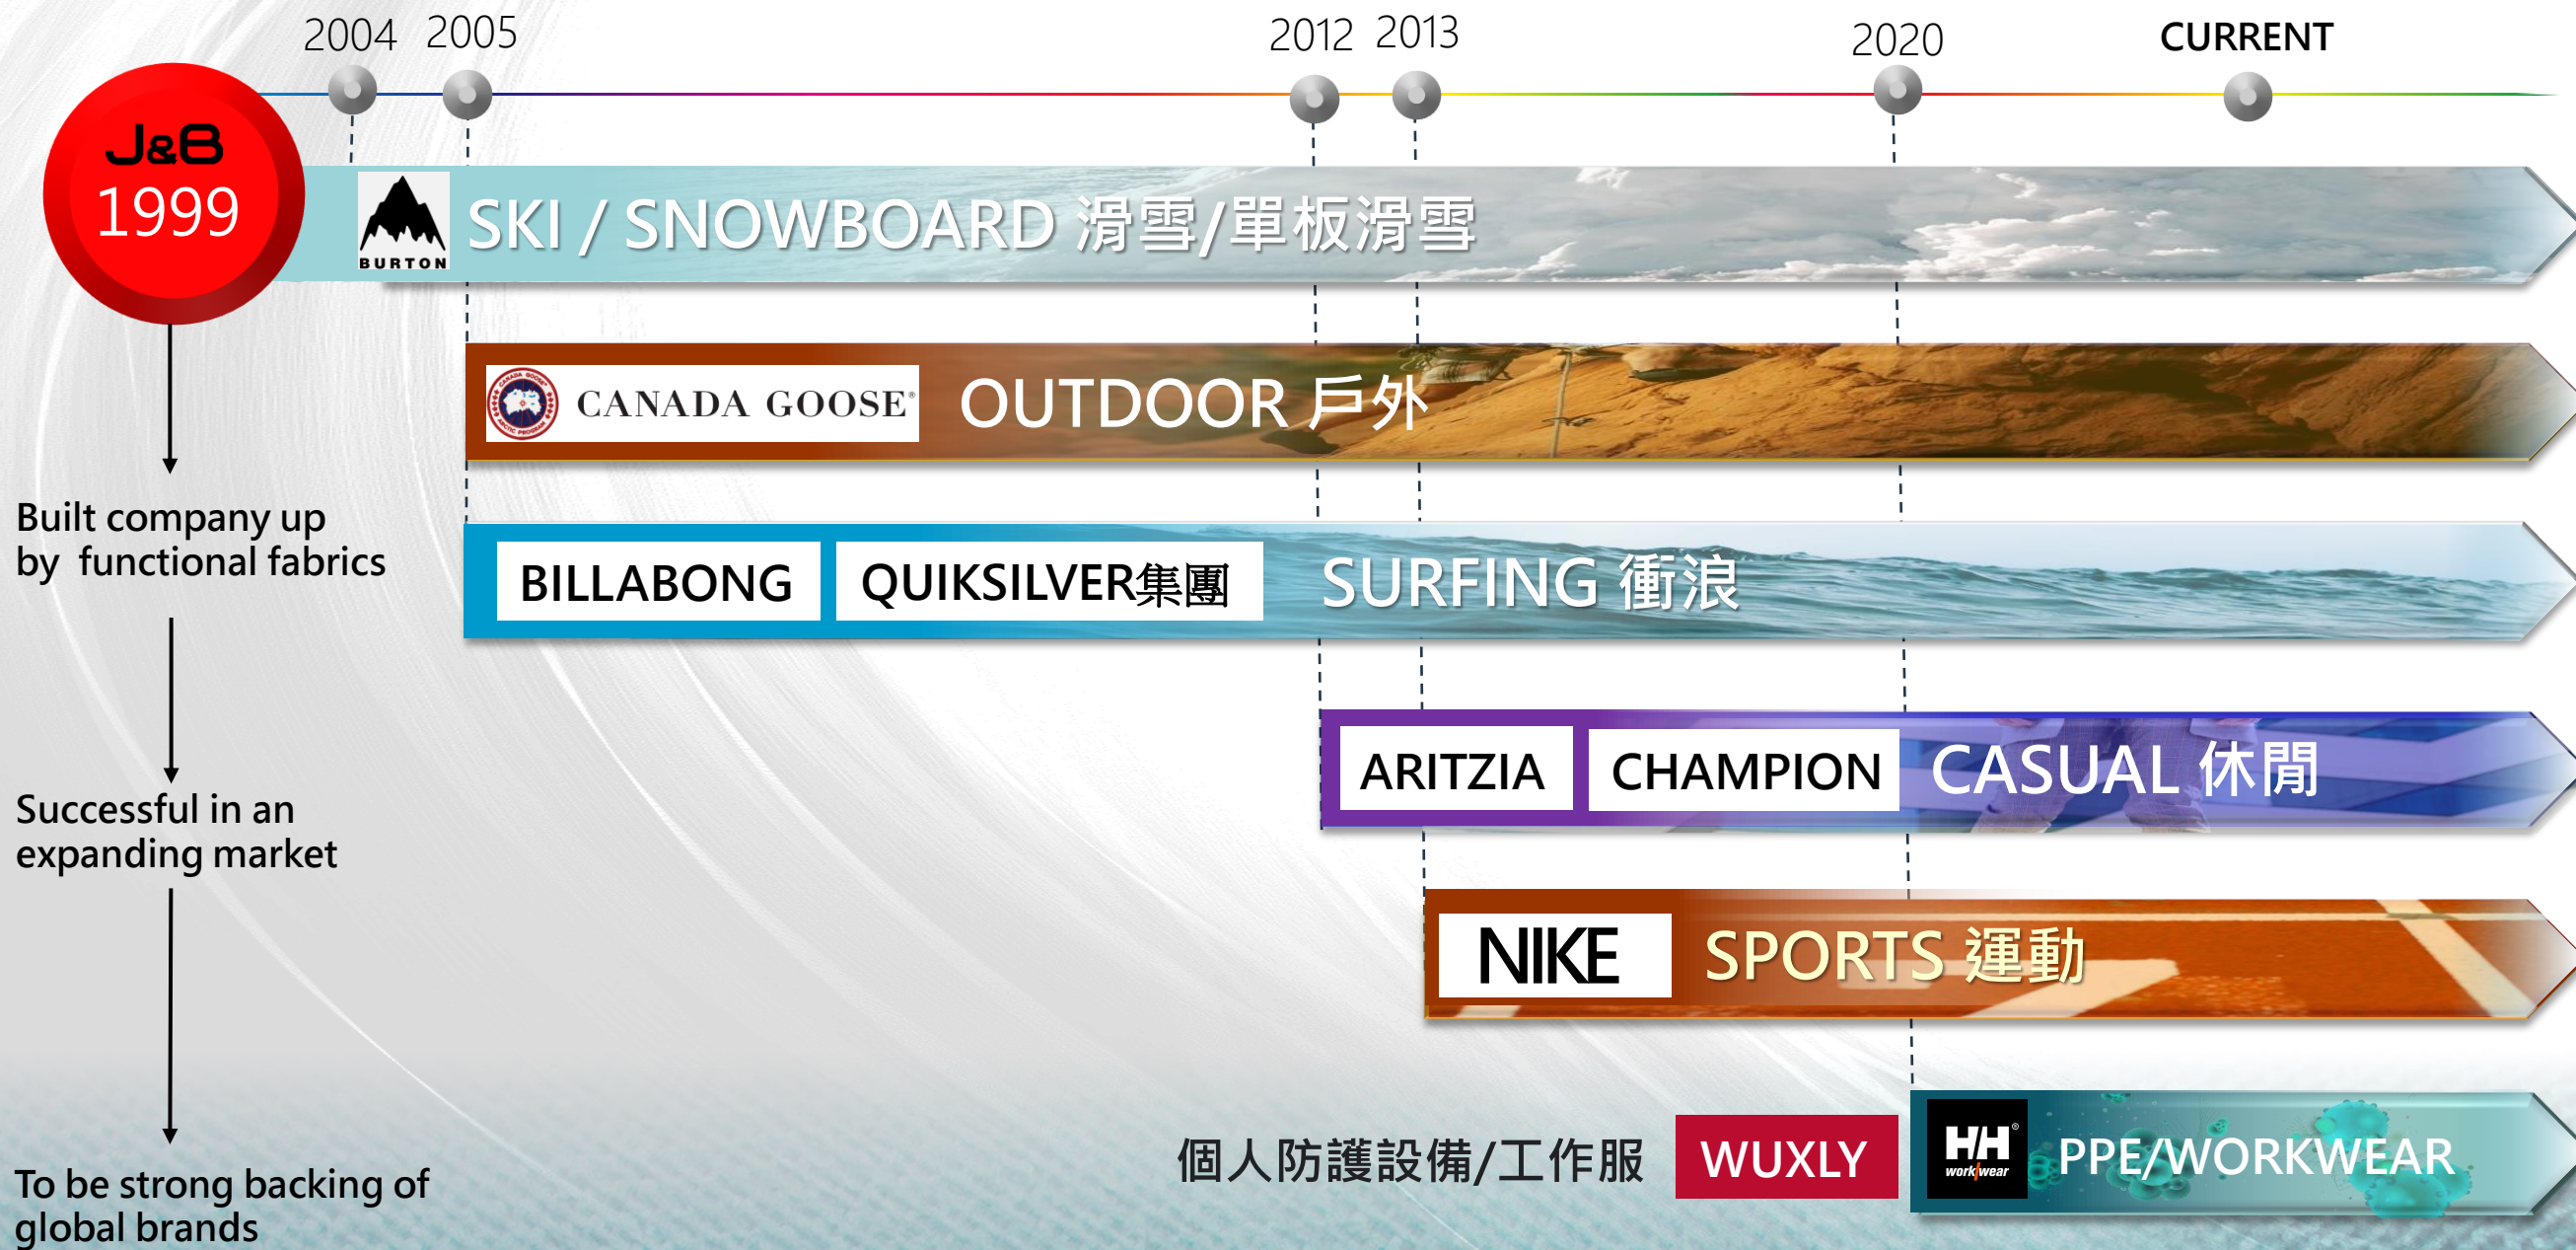 2004 2005 2012 2013 2020 CURRENT
J&B
1999
BURTON
SKI / SNOWBOARD 滑雪/單板滑雪
CANADA GOOSE®
CANADA GOOSE®
ARCTIC PROGRAM
OUTDOOR 戶外
Built company up
by functional fabrics
BILLABONG QUIKSILVER集團 SURFING 衝浪
ARITZIA CHAMPION CASUAL 休閒
Successful in an
expanding market
NIKE SPORTS 運動
個人防護設備/工作服 WUXLY
HH®
workwear
PPE/WORKWEAR
To be strong backing of
global brands